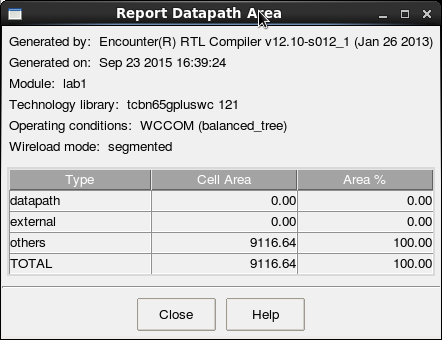 Report Datapath Area
Generated by: Encounter(R) RTL Compiler v12.10-s012_1 (Jan 26 2013)
Generated on: Sep 23 2015 16:39:24
Module: lab1
Technology library: tcbn65gpluswc 121
Operating conditions: WCCOM (balanced_tree)
Wireload mode: segmented
Type Cell Area Area %
datapath 0.00 0.00
external 0.00 0.00
others 9116.64 100.00
TOTAL 9116.64 100.00
Close Help